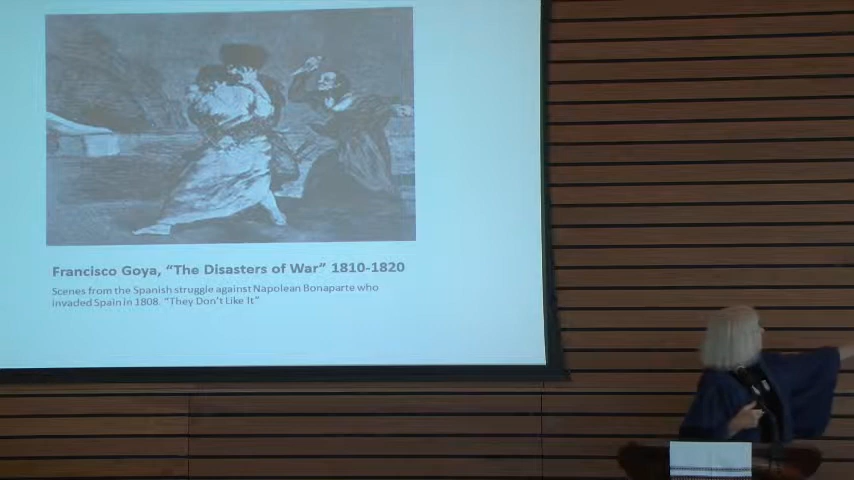 Francisco Goya, “The Disasters of War” 1810-1820
Scenes from the Spanish struggle against Napolean Bonaparte who
invaded Spain in 1808. “They Don’t Like It”